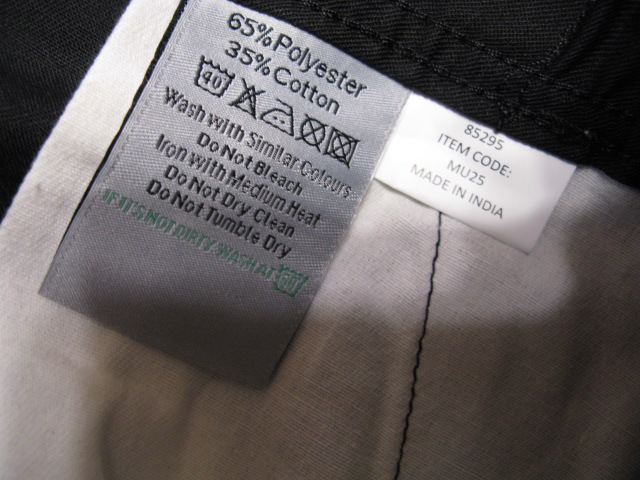 65% Polyester
35% Cotton
40
Wash with Similar Colours
Do Not Bleach
Iron with Medium Heat
Do Not Dry Clean
Do Not Tumble Dry
IF IT'S NOT DIRTY, WASH AT
85295
ITEM CODE:
MU25
MADE IN INDIA